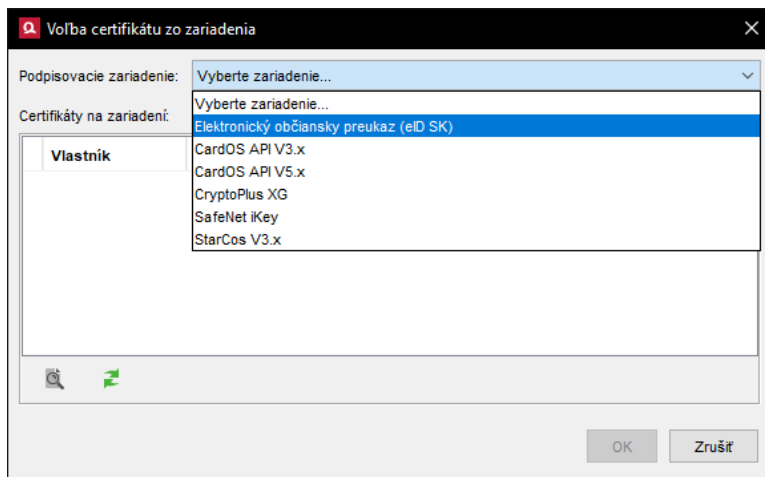 Voľba certifikátu zo zariadenia
Podpisovacie zariadenie: Vyberte zariadenie...
Vyberte zariadenie...
Certifikáty na zariadení:
Elektronický občiansky preukaz (eID SK)
Vlastník
CardOS API V3.x
CardOS API V5.x
CryptoPlus XG
SafeNet iKey
StarCos V3.x
OK Zrušiť